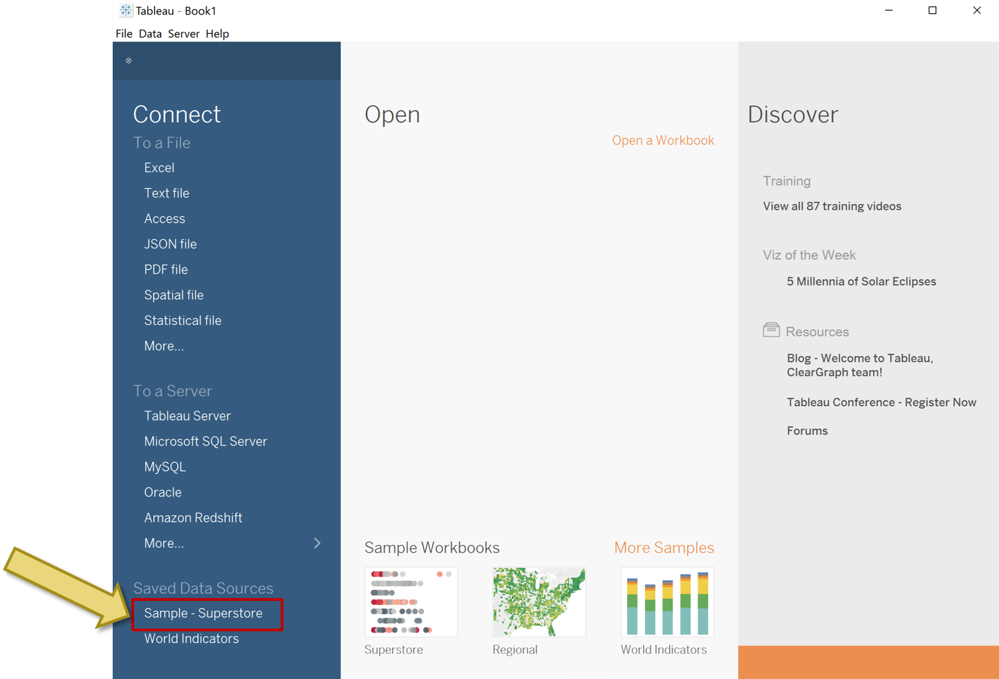 Tableau - Book1
File Data Server Help
Connect
To a File
Excel
Text file
Access
JSON file
PDF file
Spatial file
Statistical file
More...
To a Server
Tableau Server
Microsoft SQL Server
MySQL
Oracle
Amazon Redshift
More...
Saved Data Sources
Sample - Superstore
World Indicators
Open
Open a Workbook
Sample Workbooks
More Samples
Superstore
Regional
World Indicators
Discover
Training
View all 87 training videos
Viz of the Week
5 Millennia of Solar Eclipses
Resources
Blog - Welcome to Tableau,
ClearGraph team!
Tableau Conference - Register Now
Forums